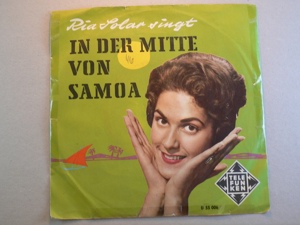 Ria Solar singt
IN DER MITTE
VON
SAMOA
TELE
FUN
KEN